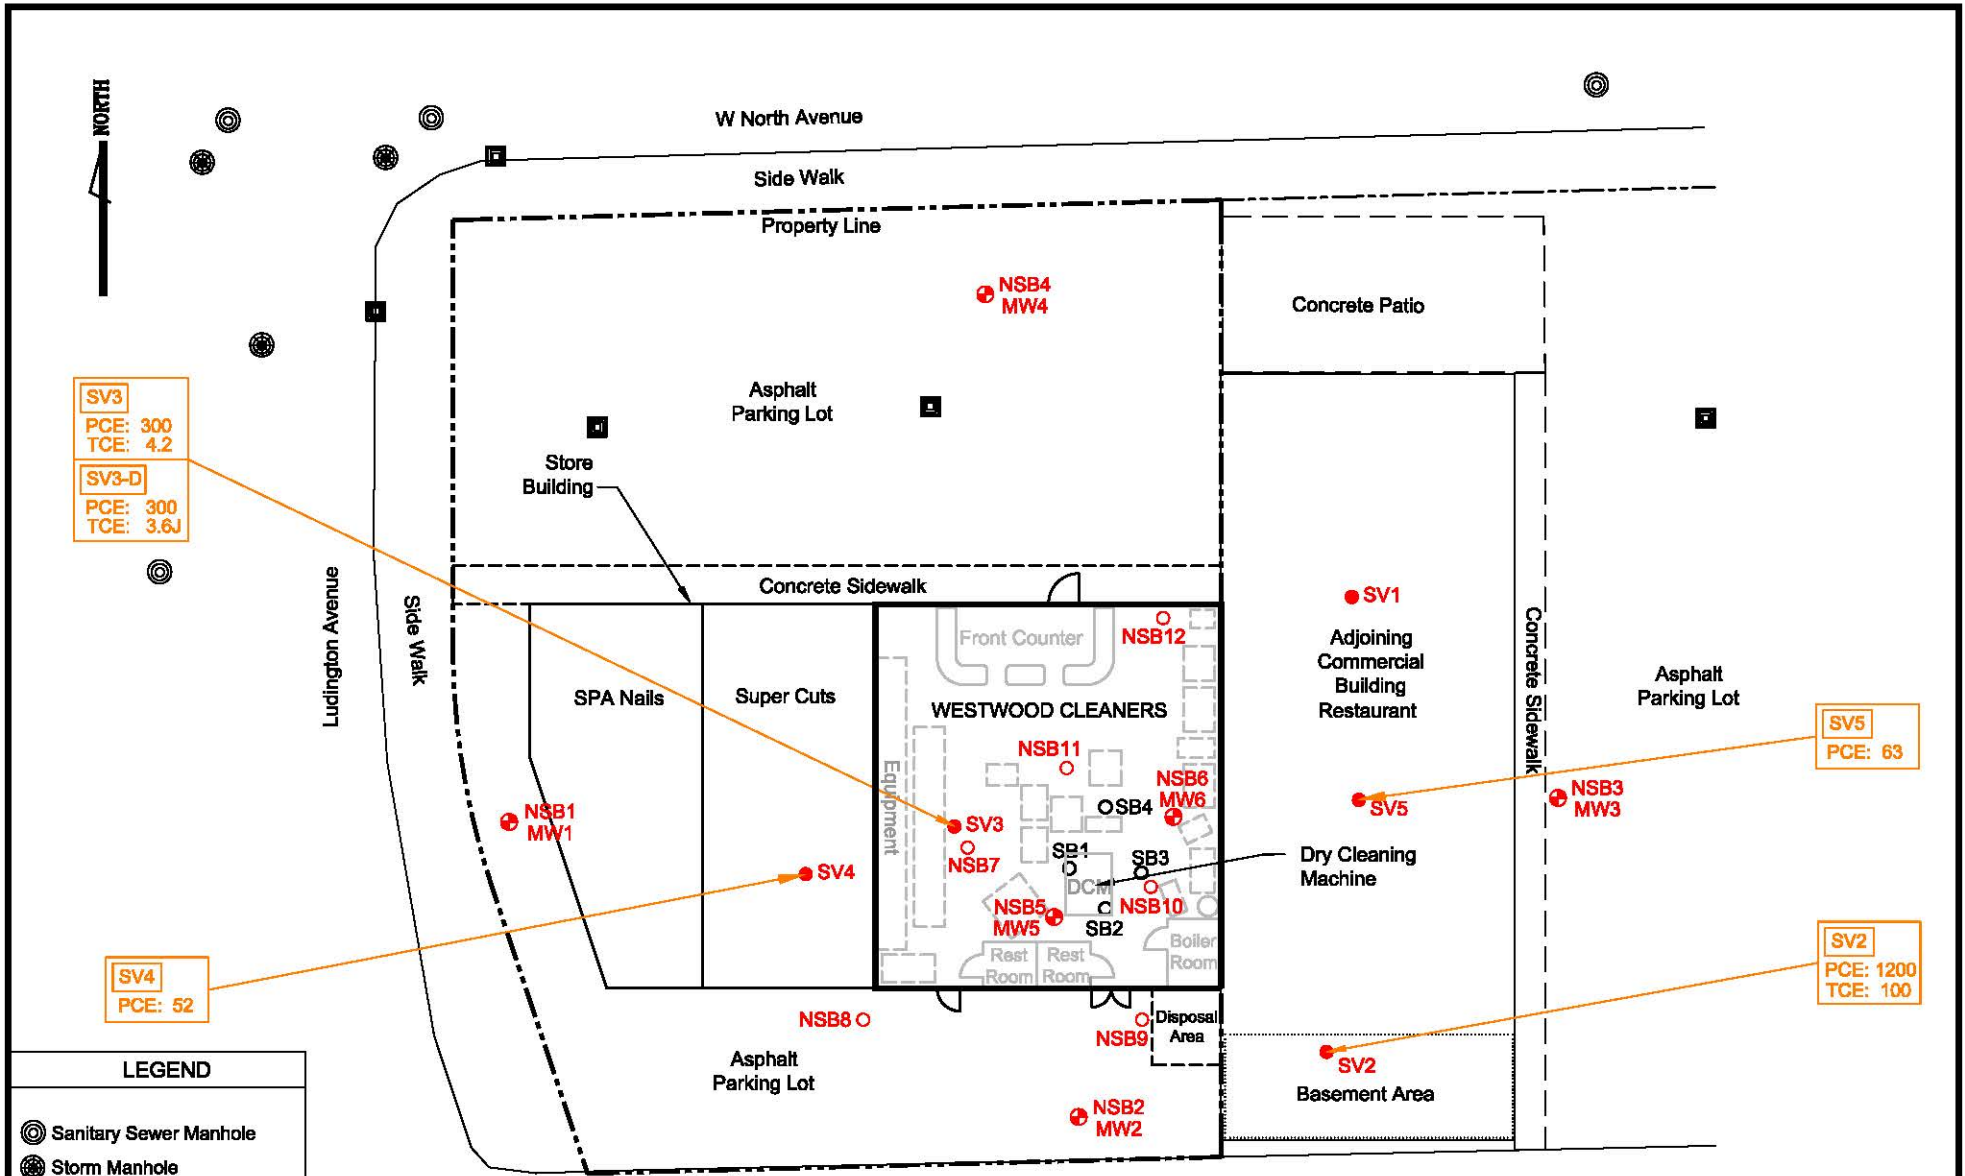 NORTH
W North Avenue
Side Walk
Property Line
NSB4
MW4
Concrete Patio
Asphalt
Parking Lot
SV3
PCE: 300
TCE: 4.2
SV3-D
PCE: 300
TCE: 3.6J
Store
Building
Concrete Sidewalk
Ludington Avenue
Side Walk
SPA Nails
Super Cuts
Front Counter
NSB12
WESTWOOD CLEANERS
Equipment
NSB11
NSB6
MW6
SB4
SV3
NSB7
SB1
SB3
DCM
NSB10
NSB5
MW5
SB2
Rest
Room
Rest
Room
Boiler
Room
SV1
Adjoining
Commercial
Building
Restaurant
Concrete Sidewalk
Asphalt
Parking Lot
SV5
PCE: 63
SV5
NSB3
MW3
Dry Cleaning
Machine
NSB1
MW1
SV4
SV4
PCE: 52
SV2
PCE: 1200
TCE: 100
NSB8
NSB9
Disposal
Area
Asphalt
Parking Lot
SV2
Basement Area
NSB2
MW2
LEGEND
Sanitary Sewer Manhole
Storm Manhole